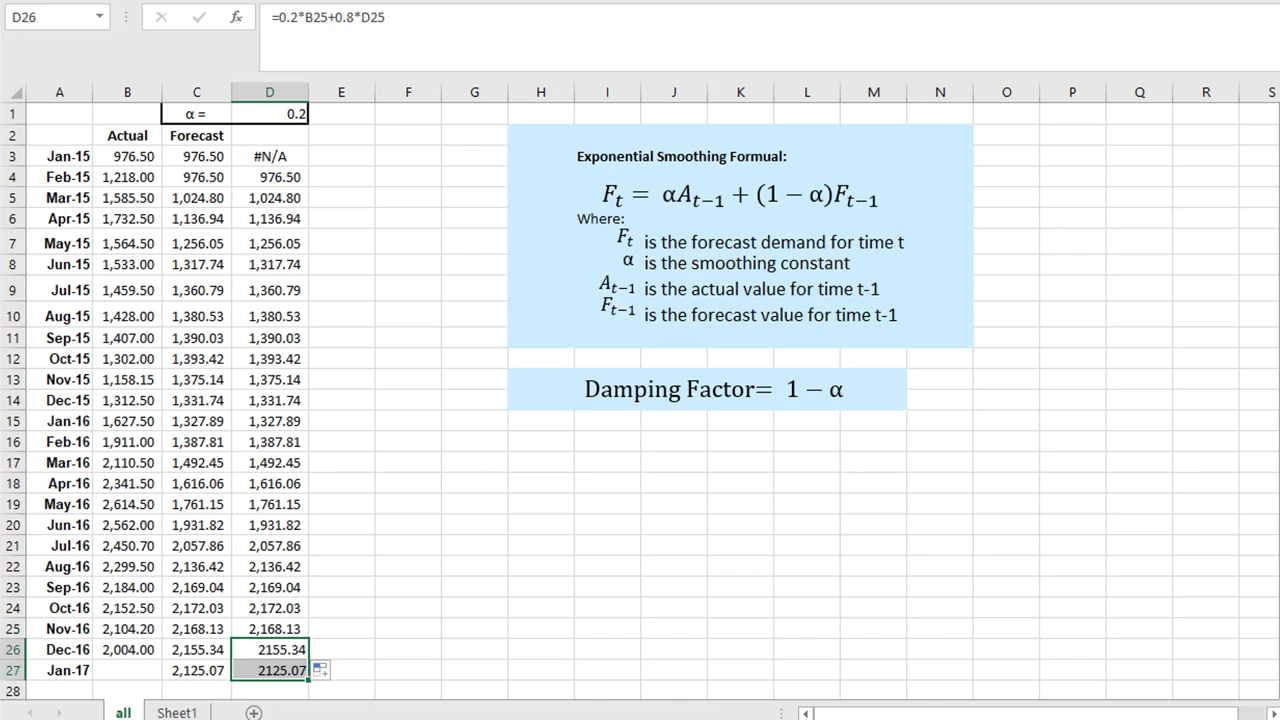 D26 fx =0.2*B25+0.8*D25
A B C D E F G H I J K L M N O P Q R S
1 α = 0.2
2 Actual Forecast
3 Jan-15 976.50 976.50 #N/A
4 Feb-15 1,218.00 976.50 976.50
5 Mar-15 1,585.50 1,024.80 1,024.80
6 Apr-15 1,732.50 1,136.94 1,136.94
7 May-15 1,564.50 1,256.05 1,256.05
8 Jun-15 1,533.00 1,317.74 1,317.74
9 Jul-15 1,459.50 1,360.79 1,360.79
10 Aug-15 1,428.00 1,380.53 1,380.53
11 Sep-15 1,407.00 1,390.03 1,390.03
12 Oct-15 1,302.00 1,393.42 1,393.42
13 Nov-15 1,158.15 1,375.14 1,375.14
14 Dec-15 1,312.50 1,331.74 1,331.74
15 Jan-16 1,627.50 1,327.89 1,327.89
16 Feb-16 1,911.00 1,387.81 1,387.81
17 Mar-16 2,110.50 1,492.45 1,492.45
18 Apr-16 2,341.50 1,616.06 1,616.06
19 May-16 2,614.50 1,761.15 1,761.15
20 Jun-16 2,562.00 1,931.82 1,931.82
21 Jul-16 2,450.70 2,057.86 2,057.86
22 Aug-16 2,299.50 2,136.42 2,136.42
23 Sep-16 2,184.00 2,169.04 2,169.04
24 Oct-16 2,152.50 2,172.03 2,172.03
25 Nov-16 2,104.20 2,168.13 2,168.13
26 Dec-16 2,004.00 2,155.34 2155.34
27 Jan-17 2,125.07 2125.07
28
Exponential Smoothing Formual:
Fₜ = αAₜ₋₁ + (1 − α)Fₜ₋₁
Where:
Fₜ is the forecast demand for time t
α is the smoothing constant
Aₜ₋₁ is the actual value for time t-1
Fₜ₋₁ is the forecast value for time t-1
Damping Factor= 1 − α
all Sheet1